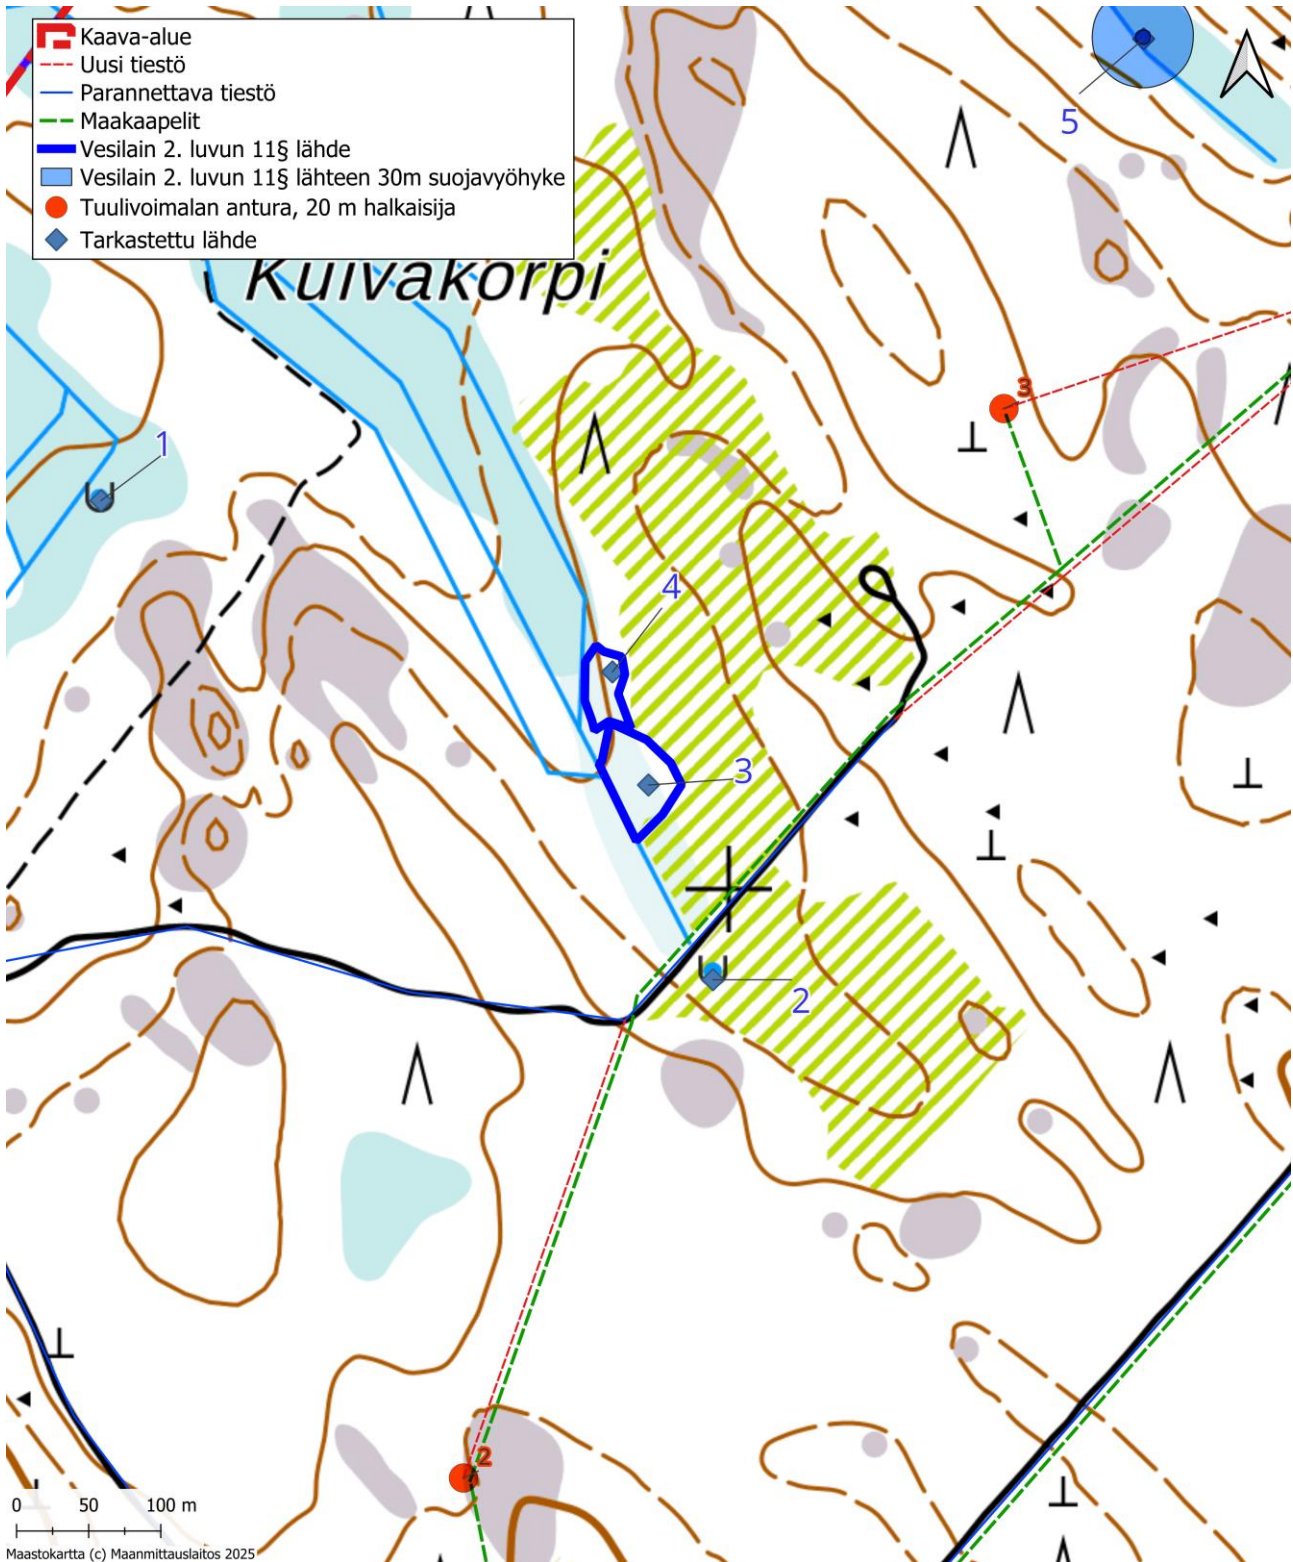 Kaava-alue
Uusi tiestö
Parannettava tiestö
Maakaapelit
Vesilain 2. luvun 11§ lähde
Vesilain 2. luvun 11§ lähteen 30m suojavyöhyke
Tuulivoimalan antura, 20 m halkaisija
Tarkastettu lähde
5
Kuivakorpi
3
1
4
3
2
2
0 50 100 m
Maastokartta (c) Maanmittauslaitos 2025